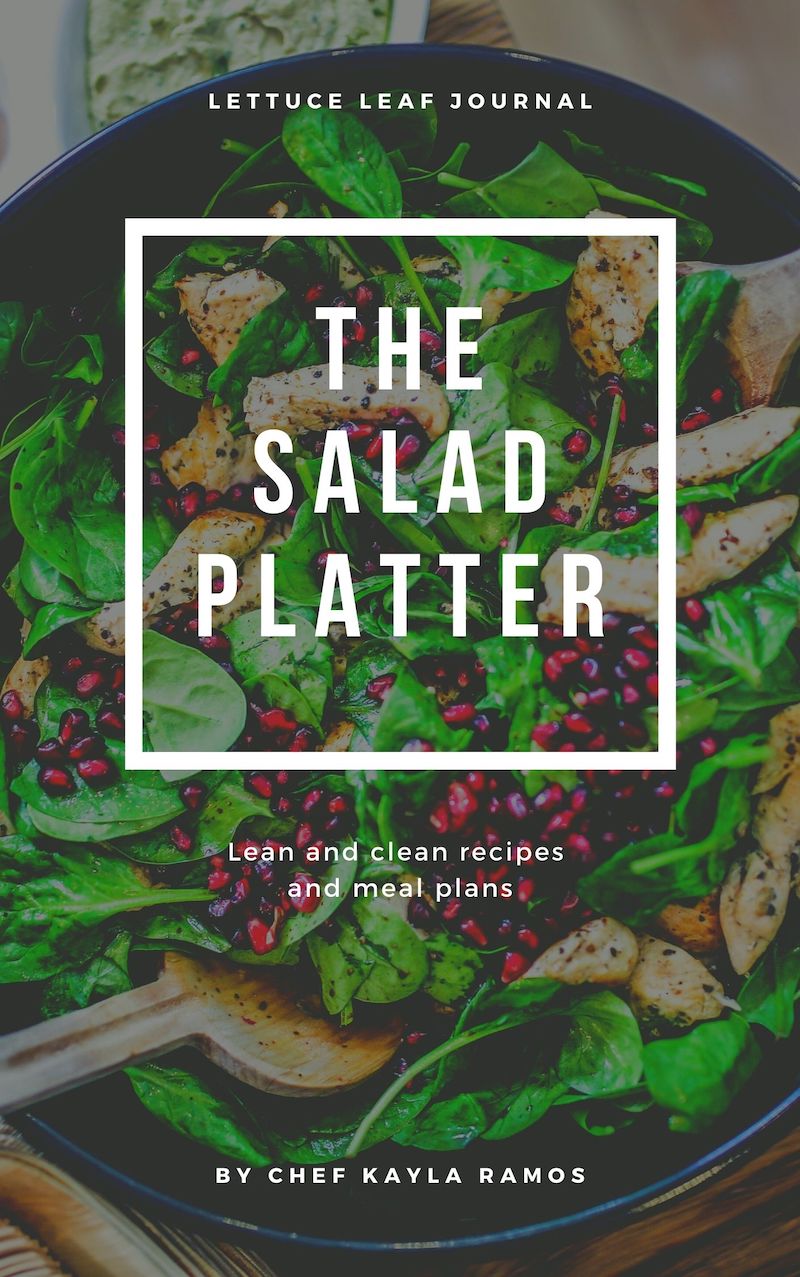 LETTUCE LEAF JOURNAL
THE
SALAD
PLATTER
Lean and clean recipes
and meal plans
BY CHEF KAYLA RAMOS